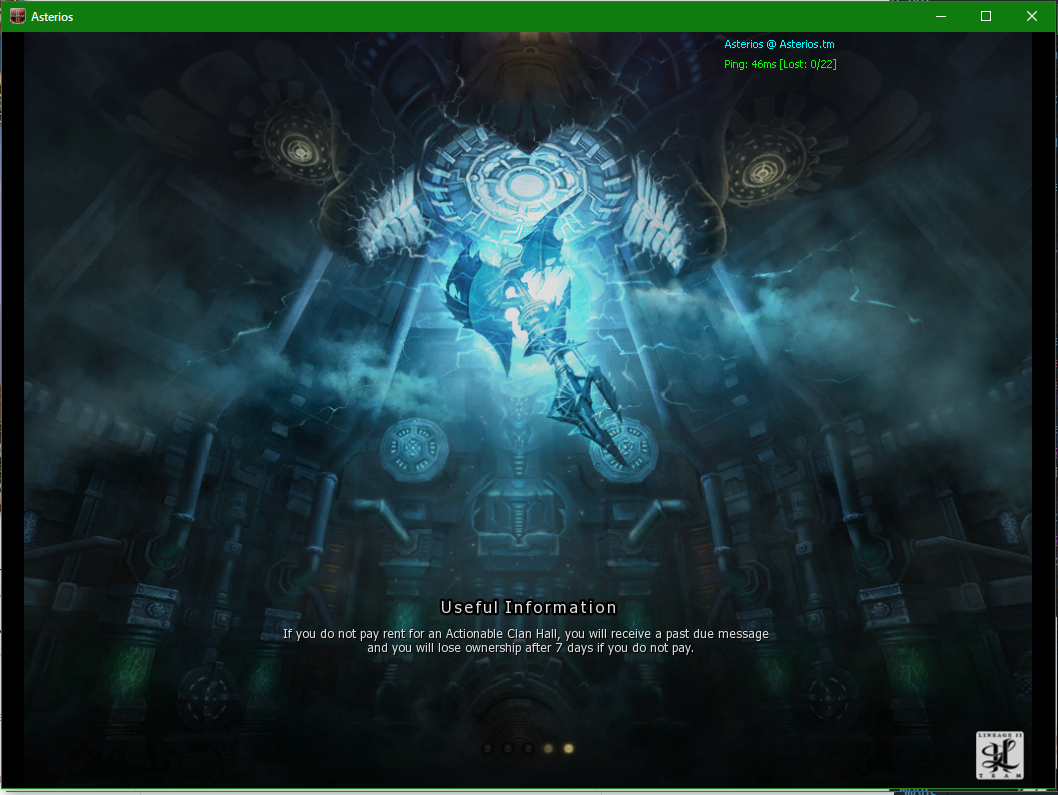 Asterios
Asterios @ Asterios.tm
Ping: 46ms [Lost: 0/22]
Useful Information
If you do not pay rent for an Actionable Clan Hall, you will receive a past due message
and you will lose ownership after 7 days if you do not pay.
LINEAGE II
TEAM